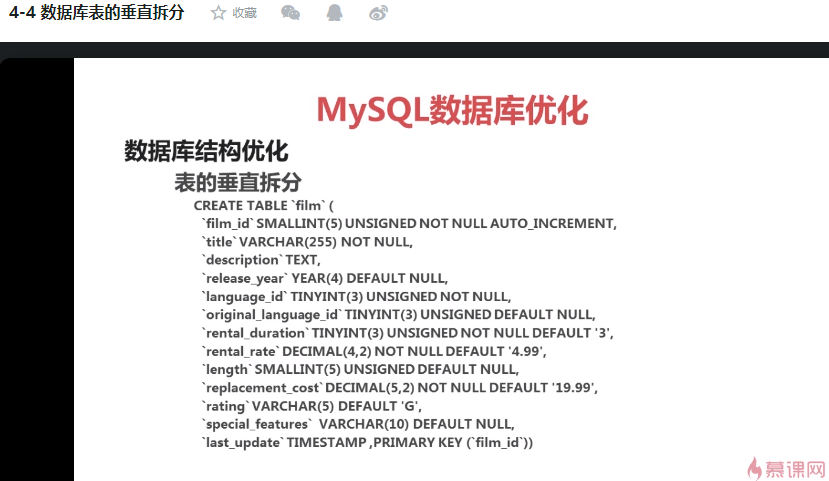 4-4 数据库表的垂直拆分 收藏
MySQL数据库优化
数据库结构优化
表的垂直拆分
CREATE TABLE `film` (
`film_id` SMALLINT(5) UNSIGNED NOT NULL AUTO_INCREMENT,
`title` VARCHAR(255) NOT NULL,
`description` TEXT,
`release_year` YEAR(4) DEFAULT NULL,
`language_id` TINYINT(3) UNSIGNED NOT NULL,
`original_language_id` TINYINT(3) UNSIGNED DEFAULT NULL,
`rental_duration` TINYINT(3) UNSIGNED NOT NULL DEFAULT '3',
`rental_rate` DECIMAL(4,2) NOT NULL DEFAULT '4.99',
`length` SMALLINT(5) UNSIGNED DEFAULT NULL,
`replacement_cost` DECIMAL(5,2) NOT NULL DEFAULT '19.99',
`rating` VARCHAR(5) DEFAULT 'G',
`special_features` VARCHAR(10) DEFAULT NULL,
`last_update` TIMESTAMP ,PRIMARY KEY (`film_id`))
慕课网